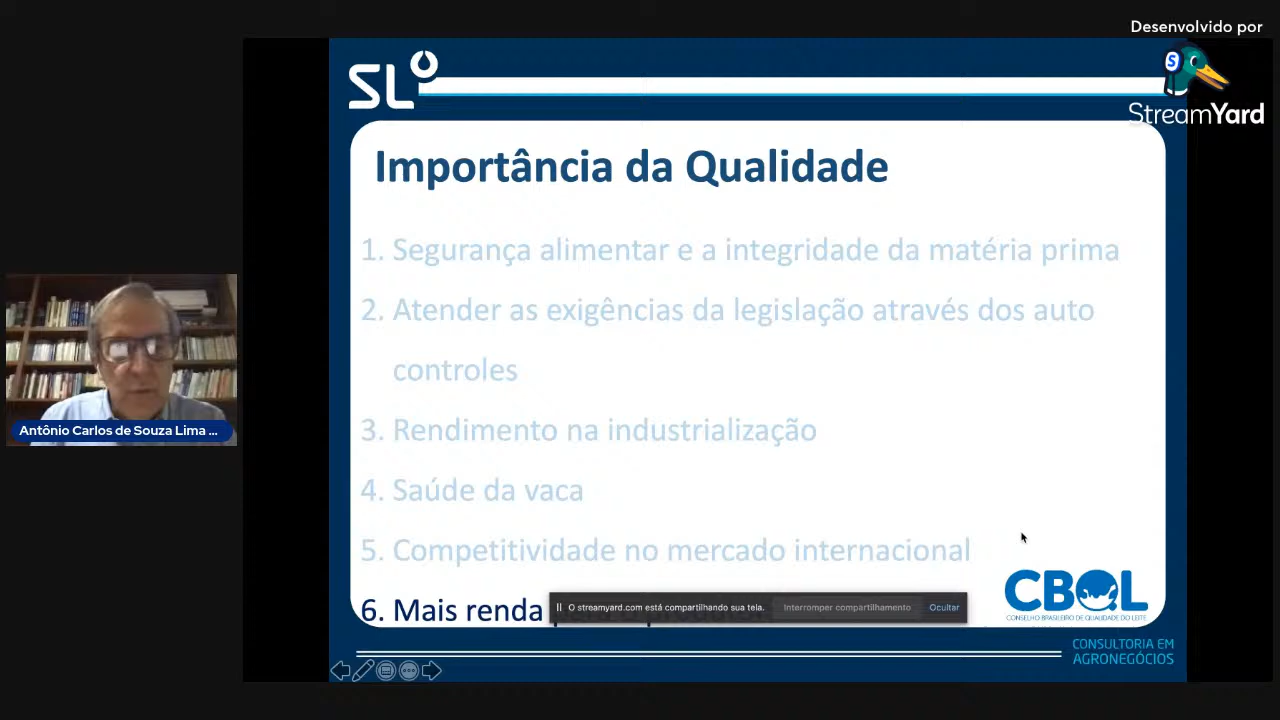 Desenvolvido por
StreamYard
SL
Importância da Qualidade
1. Segurança alimentar e a integridade da matéria prima
2. Atender as exigências da legislação através dos auto
controles
3. Rendimento na industrialização
4. Saúde da vaca
5. Competitividade no mercado internacional
6. Mais renda
Antônio Carlos de Souza Lima ...
O streamyard.com está compartilhando sua tela.
Interromper compartilhamento
Ocultar
CBQL
CONSELHO BRASILEIRO DE QUALIDADE DO LEITE
CONSULTORIA EM
AGRONEGÓCIOS